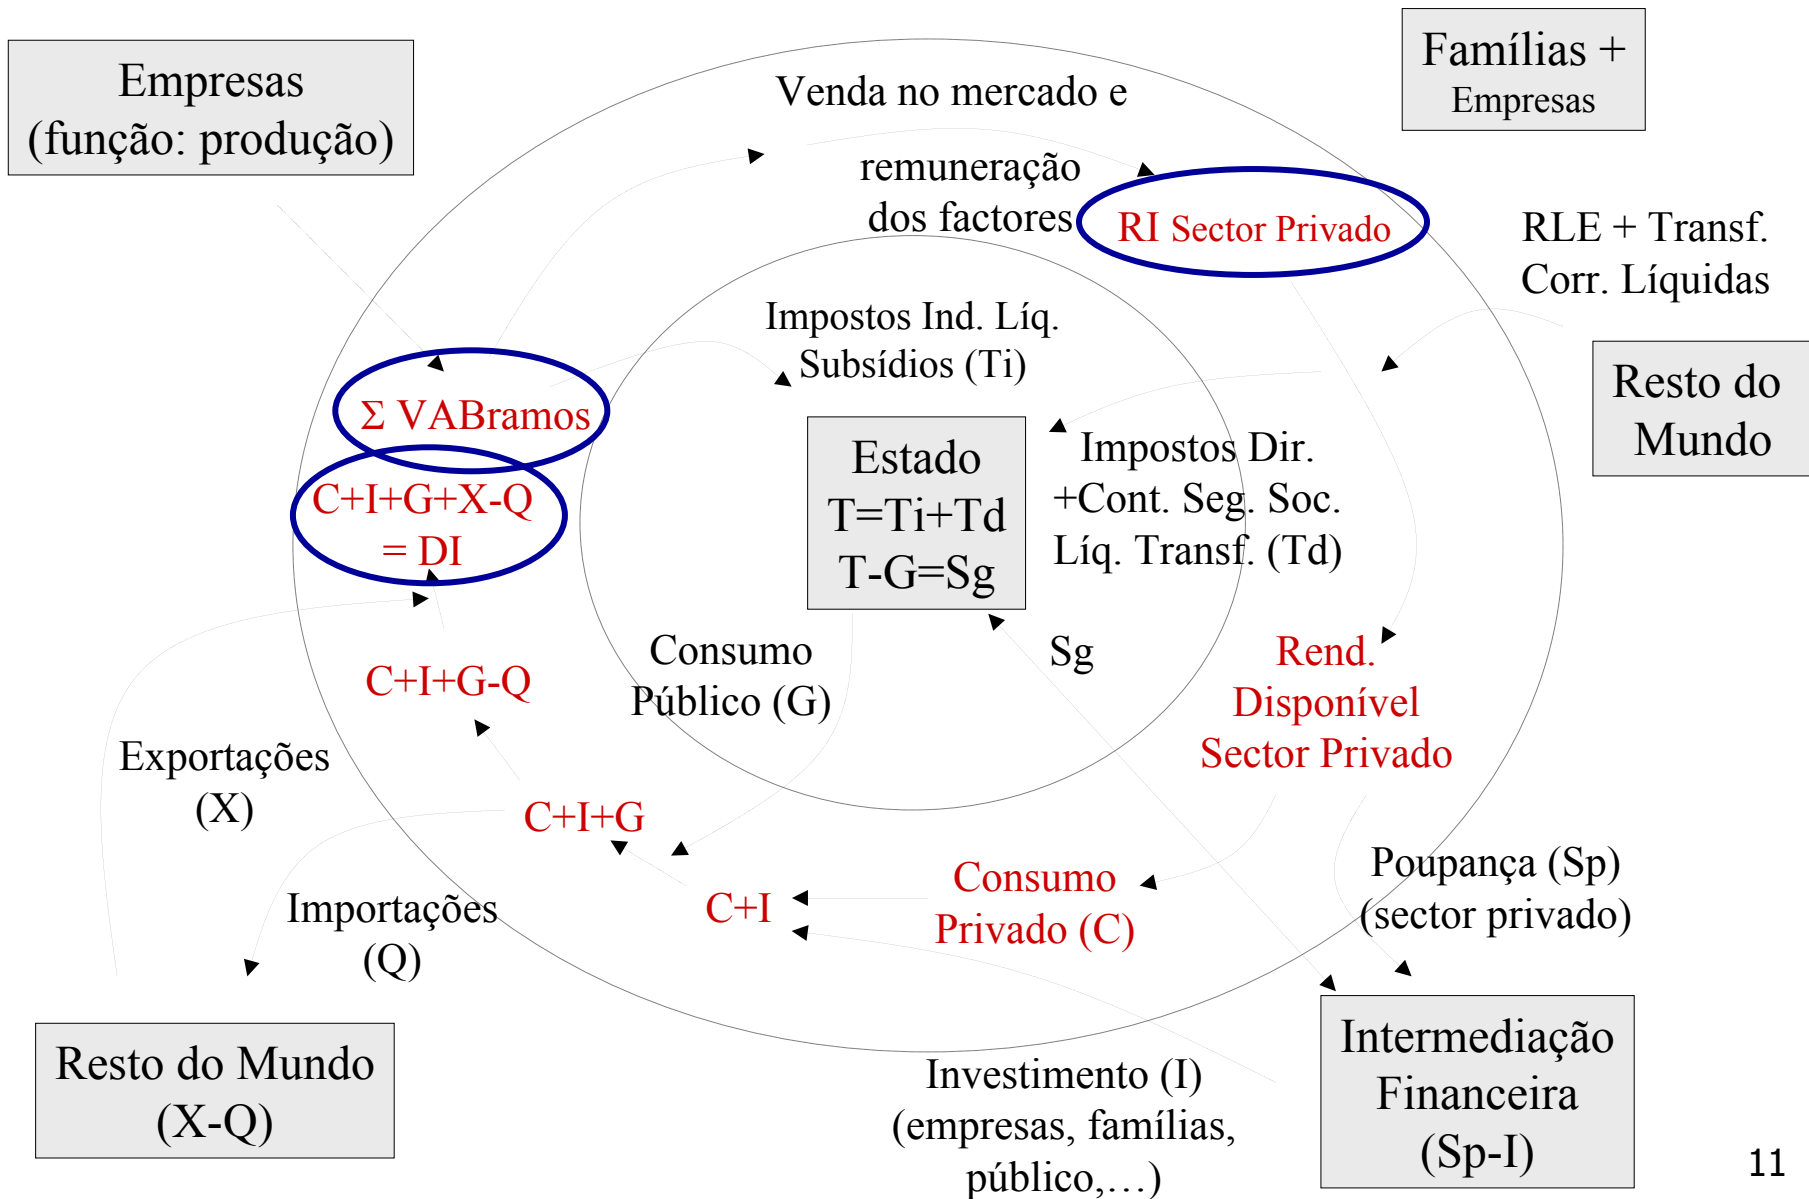 Empresas
(função: produção)
Venda no mercado e
remuneração
dos factores
Famílias +
Empresas
RI Sector Privado
RLE + Transf.
Corr. Líquidas
Resto do
Mundo
Impostos Ind. Líq.
Subsídios (Ti)
Σ VABramos
C+I+G+X-Q
= DI
Estado
T=Ti+Td
T-G=Sg
Impostos Dir.
+Cont. Seg. Soc.
Líq. Transf. (Td)
Consumo
Público (G)
Sg
Rend.
Disponível
Sector Privado
C+I+G-Q
Exportações
(X)
C+I+G
Importações
(Q)
C+I
Consumo
Privado (C)
Poupança (Sp)
(sector privado)
Resto do Mundo
(X-Q)
Investimento (I)
(empresas, famílias,
público,…)
Intermediação
Financeira
(Sp-I)
11